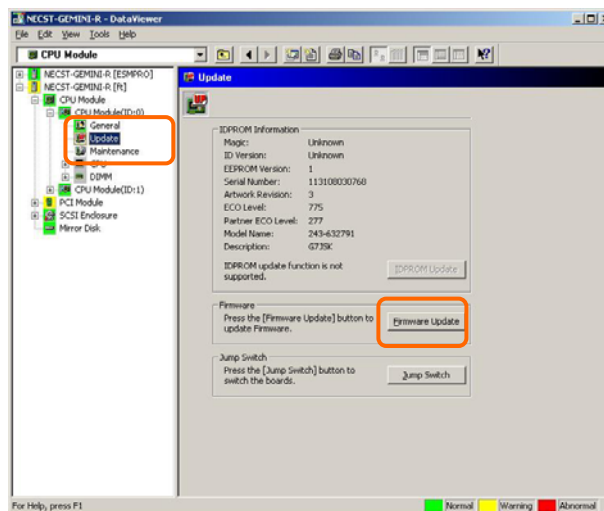 NECST-GEMINI-R - DataViewer
File Edit View Tools Help
CPU Module
NECST-GEMINI-R [ESMPRO]
NECST-GEMINI-R [ft]
CPU Module
CPU Module(ID:0)
General
Update
Maintenance
CPU
DIMM
CPU Module(ID:1)
PCI Module
SCSI Enclosure
Mirror Disk
Update
IDPROM Information
Magic: Unknown
ID Version: Unknown
EEPROM Version: 1
Serial Number: 113108030768
Artwork Revision: 3
ECO Level: 775
Partner ECO Level: 277
Model Name: 243-632791
Description: G7JSK
IDPROM update function is not
supported.
IDPROM Update
Firmware
Press the [Firmware Update] button to
update Firmware.
Firmware Update
Jump Switch
Press the [Jump Switch] button to
switch the boards.
Jump Switch
For Help, press F1
Normal Warning Abnormal